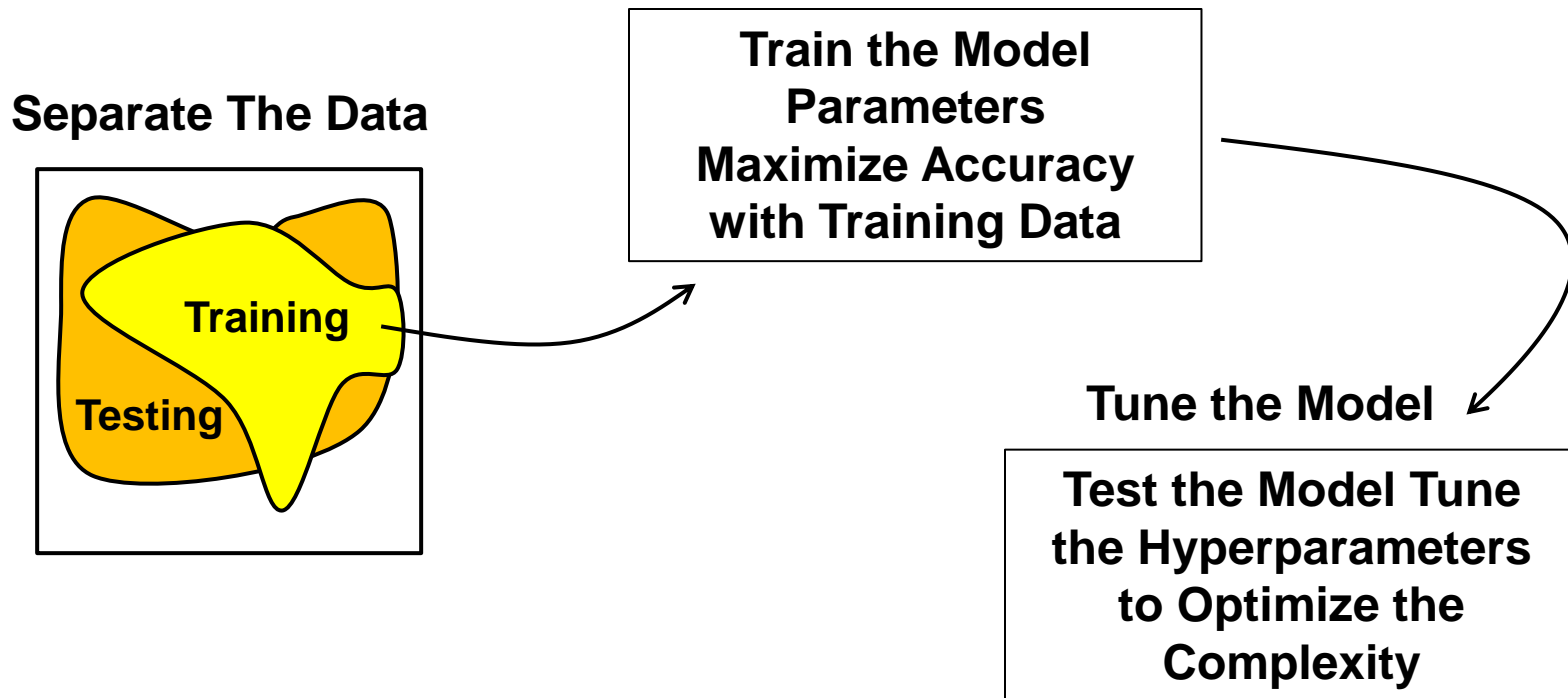 Separate The Data
Training
Testing
Train the Model
Parameters
Maximize Accuracy
with Training Data
Tune the Model
Test the Model Tune
the Hyperparameters
to Optimize the
Complexity